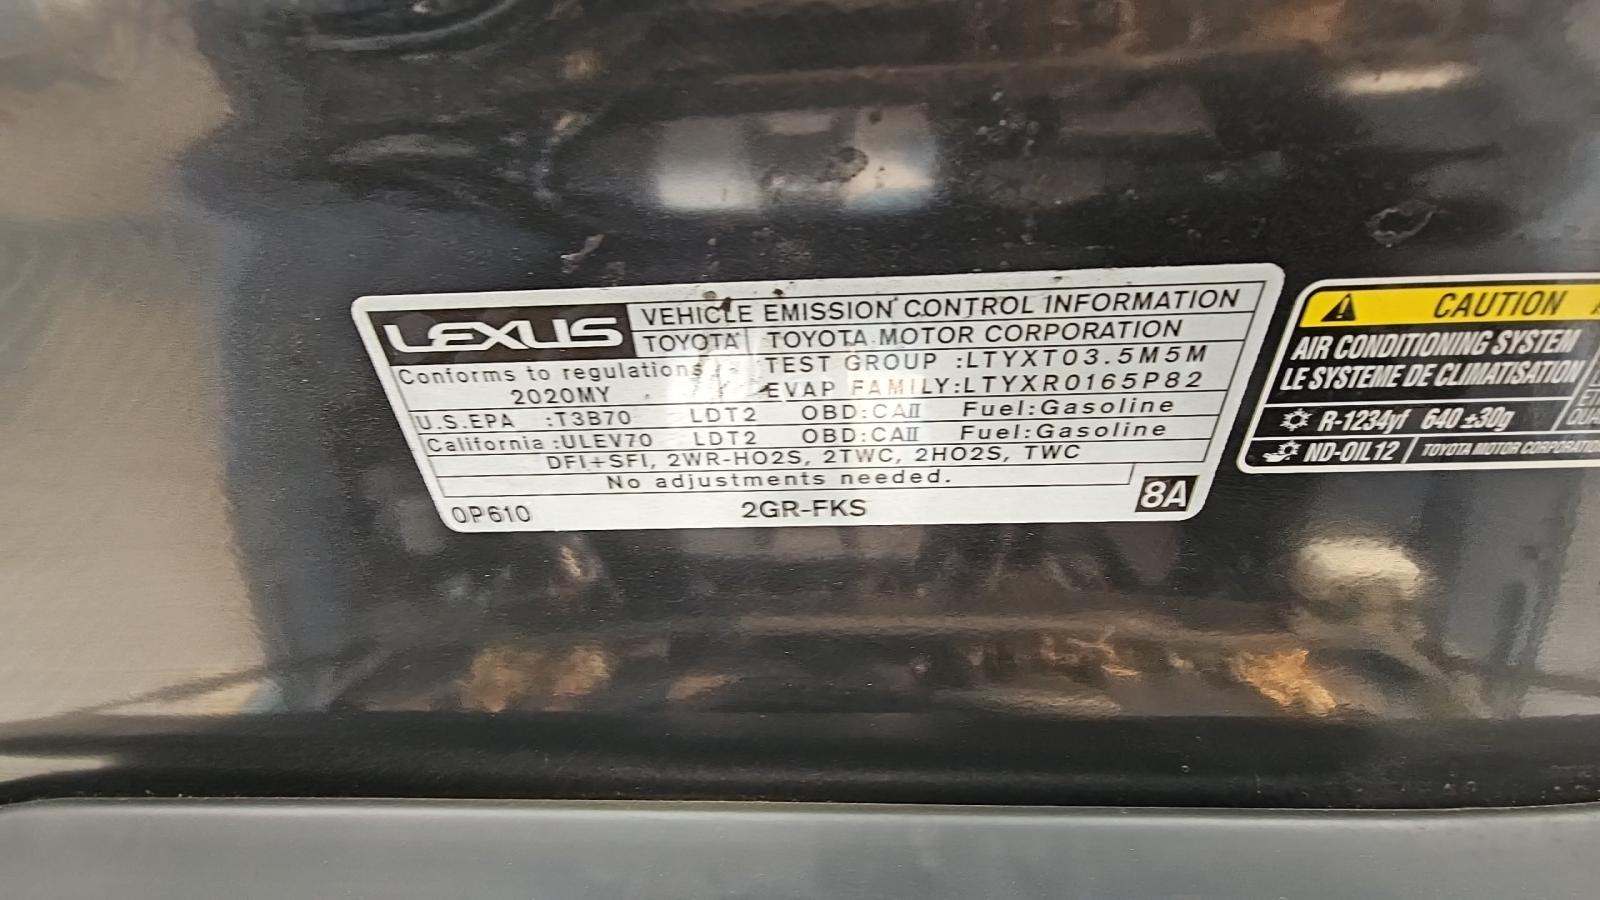 LEXUS
VEHICLE EMISSION CONTROL INFORMATION
TOYOTA TOYOTA MOTOR CORPORATION
Conforms to regulations TEST GROUP :LTYXT03.5M5M
2020MY EVAP FAMILY:LTYXR0165P82
U.S.EPA :T3B70 LDT2 OBD:CAII Fuel:Gasoline
California :ULEV70 LDT2 OBD:CAII Fuel:Gasoline
DFI+SFI, 2WR-HO2S, 2TWC, 2HO2S, TWC
No adjustments needed.
0P610 2GR-FKS 8A
CAUTION
AIR CONDITIONING SYSTEM
LE SYSTEME DE CLIMATISATION
R-1234yf 640 ±30g
ND-OIL12 TOYOTA MOTOR CORPORATION